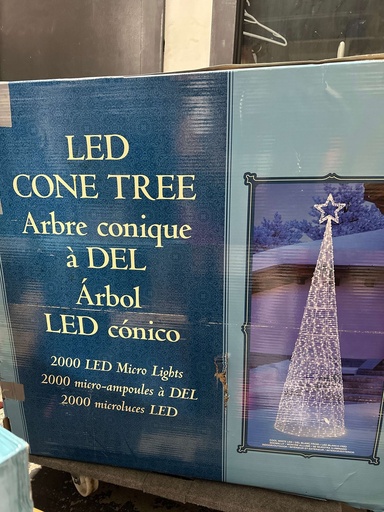 LED
CONE TREE
Arbre conique
à DEL
Árbol
LED cónico
2000 LED Micro Lights
2000 micro-ampoules à DEL
2000 microluces LED